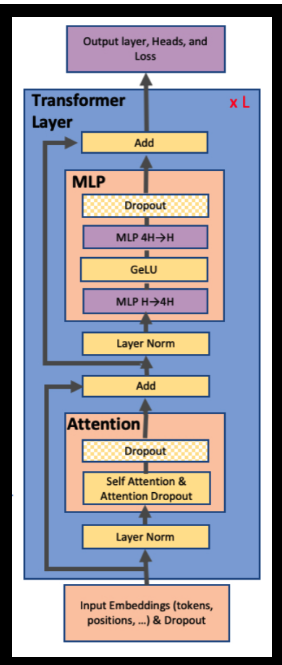 Output layer, Heads, and
Loss
Transformer
Layer
x L
Add
MLP
Dropout
MLP 4H→H
GeLU
MLP H→4H
Layer Norm
Add
Attention
Dropout
Self Attention &
Attention Dropout
Layer Norm
Input Embeddings (tokens,
positions, ...) & Dropout